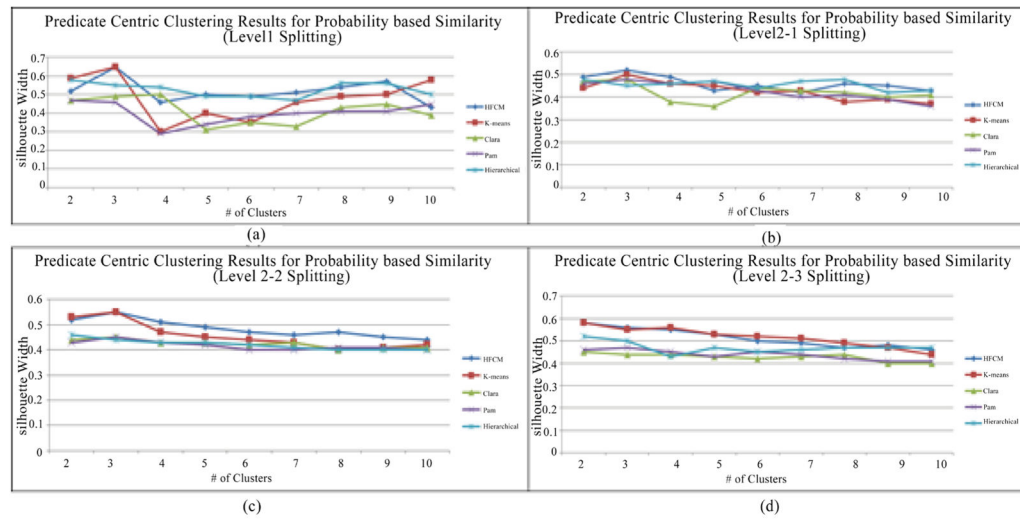 (a)
Predicate Centric Clustering Results for Probability based Similarity
(Level1 Splitting)
silhouette Width
0.7
0.6
0.5
0.4
0.3
0.2
0.1
0
2 3 4 5 6 7 8 9 10
# of Clusters
HFCM
K-means
Clara
Pam
Hierarchical
(a)
Predicate Centric Clustering Results for Probability based Similarity
(Level2-1 Splitting)
silhouette Width
0.6
0.5
0.4
0.3
0.2
0.1
0
2 3 4 5 6 7 8 9 10
# of Clusters
HFCM
K-means
Clara
Pam
Hierarchical
(b)
Predicate Centric Clustering Results for Probability based Similarity
(Level 2-2 Splitting)
silhouette Width
0.6
0.5
0.4
0.3
0.2
0.1
0
2 3 4 5 6 7 8 9 10
# of Clusters
HFCM
K-means
Clara
Pam
Hierarchical
(c)
Predicate Centric Clustering Results for Probability based Similarity
(Level 2-3 Splitting)
silhouette Width
0.7
0.6
0.5
0.4
0.3
0.2
0.1
0
2 3 4 5 6 7 8 9 10
# of Clusters
HFCM
K-means
Clara
Pam
Hierarchical
(d)